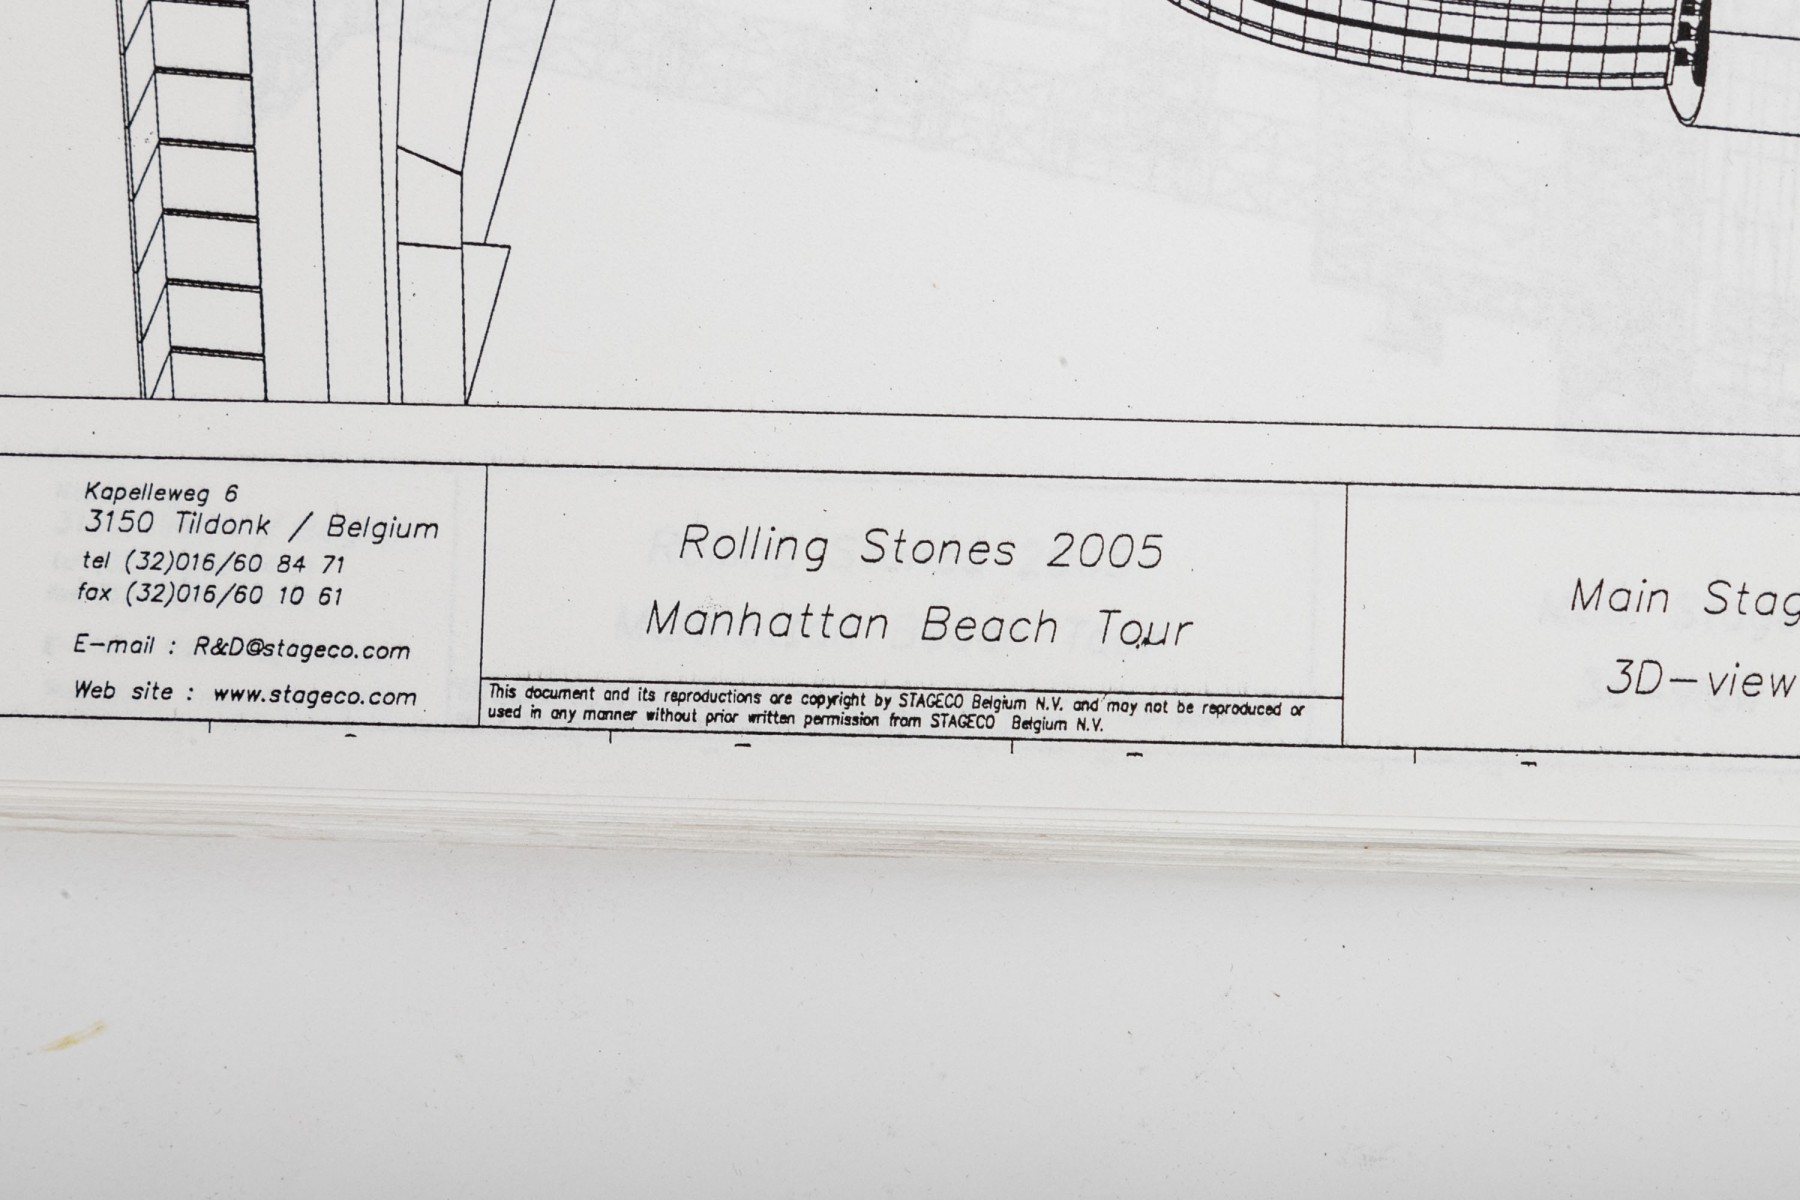 Kapelleweg 6
3150 Tildonk / Belgium
tel (32)016/60 84 71
fax (32)016/60 10 61
E-mail : R&D@stageco.com
Web site : www.stageco.com
Rolling Stones 2005
Manhattan Beach Tour
This document and its reproductions are copyright by STAGECO Belgium N.V. and may not be reproduced or
used in any manner without prior written permission from STAGECO Belgium N.V.
Main Stag
3D-view